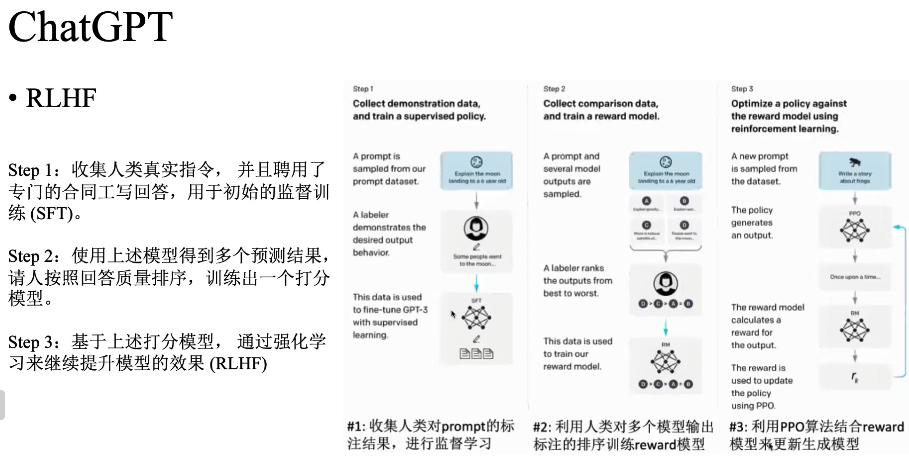 ChatGPT
• RLHF
Step 1：收集人类真实指令， 并且聘用了
专门的合同工写回答，用于初始的监督训
练 (SFT)。
Step 2：使用上述模型得到多个预测结果，
请人按照回答质量排序，训练出一个打分
模型。
Step 3：基于上述打分模型， 通过强化学
习来继续提升模型的效果 (RLHF)
Step 1
Collect demonstration data,
and train a supervised policy.
A prompt is
sampled from our
prompt dataset.
Explain the moon
landing to a 6 year old
A labeler
demonstrates the
desired output
behavior.
Some people went
to the moon...
This data is used
to fine-tune GPT-3
with supervised
learning.
SFT
#1: 收集人类对prompt的标
注结果，进行监督学习
Step 2
Collect comparison data,
and train a reward model.
A prompt and
several model
outputs are
sampled.
Explain the moon
landing to a 6 year old
A
B
C
D
A labeler ranks
the outputs from
best to worst.
D > C > A = B
This data is used
to train our
reward model.
RM
D > C > A = B
#2: 利用人类对多个模型输出
标注的排序训练reward模型
Step 3
Optimize a policy against
the reward model using
reinforcement learning.
A new prompt
is sampled from
the dataset.
Write a story
about frogs
The policy
generates
an output.
PPO
Once upon a time...
The reward model
calculates a
reward for
the output.
RM
The reward is
used to update
the policy
using PPO.
rk
#3: 利用PPO算法结合reward
模型来更新生成模型